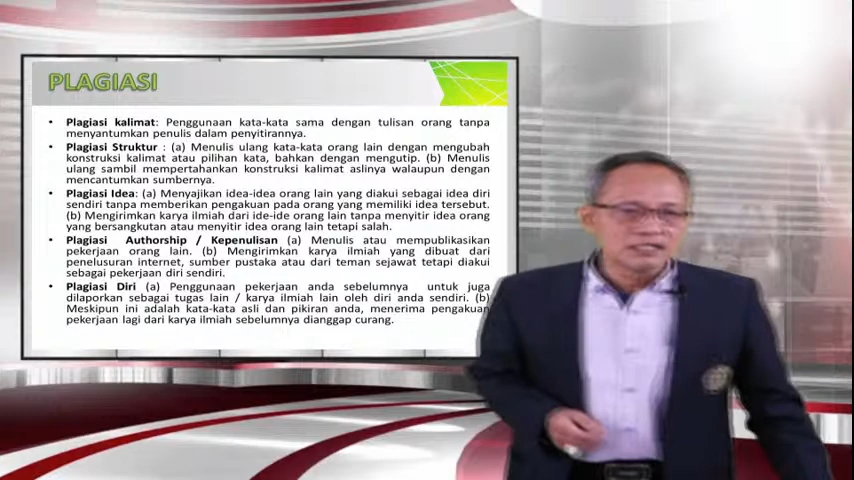 PLAGIASI
• Plagiasi kalimat: Penggunaan kata-kata sama dengan tulisan orang tanpa
menyantumkan penulis dalam penyitirannya.
• Plagiasi Struktur : (a) Menulis ulang kata-kata orang lain dengan mengubah
konstruksi kalimat atau pilihan kata, bahkan dengan mengutip. (b) Menulis
ulang sambil mempertahankan konstruksi kalimat aslinya walaupun dengan
mencantumkan sumbernya.
• Plagiasi Idea: (a) Menyajikan idea-idea orang lain yang diakui sebagai idea diri
sendiri tanpa memberikan pengakuan pada orang yang memiliki idea tersebut.
(b) Mengirimkan karya ilmiah dari ide-ide orang lain tanpa menyitir idea orang
yang bersangkutan atau menyitir idea orang lain tetapi salah.
• Plagiasi Authorship / Kepenulisan (a) Menulis atau mempublikasikan
pekerjaan orang lain. (b) Mengirimkan karya ilmiah yang dibuat dari
penelusuran internet, sumber pustaka atau dari teman sejawat tetapi diakui
sebagai pekerjaan diri sendiri.
• Plagiasi Diri (a) Penggunaan pekerjaan anda sebelumnya untuk juga
dilaporkan sebagai tugas lain / karya ilmiah lain oleh diri anda sendiri. (b)
Meskipun ini adalah kata-kata asli dan pikiran anda, menerima pengakuan
pekerjaan lagi dari karya ilmiah sebelumnya dianggap curang.